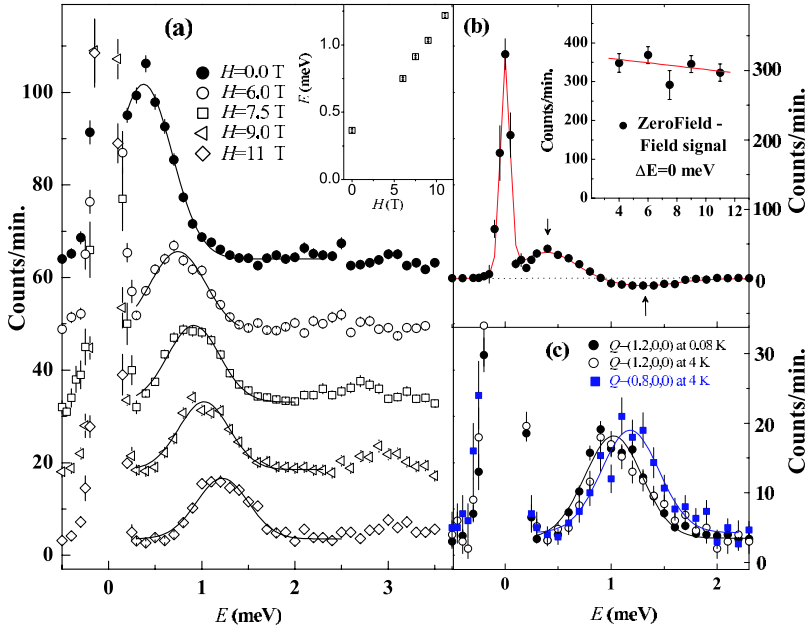 (a)
H=0.0 T
H=6.0 T
H=7.5 T
H=9.0 T
H=11 T
Counts/min.
100
80
60
40
20
0
0
1
2
3
E (meV)
E (meV)
1.0
0.5
0.0
0
5
10
H(T)
(b)
Counts/min.
400
300
200
100
0
4
6
8
10
12
ZeroField -
Field signal
ΔE=0 meV
H(T)
300
200
100
0
Counts/min.
(c)
Q=(1.2,0,0) at 0.08 K
Q=(1.2,0,0) at 4 K
Q=(0.8,0,0) at 4 K
30
20
10
0
Counts/min.
0
1
2
E (meV)